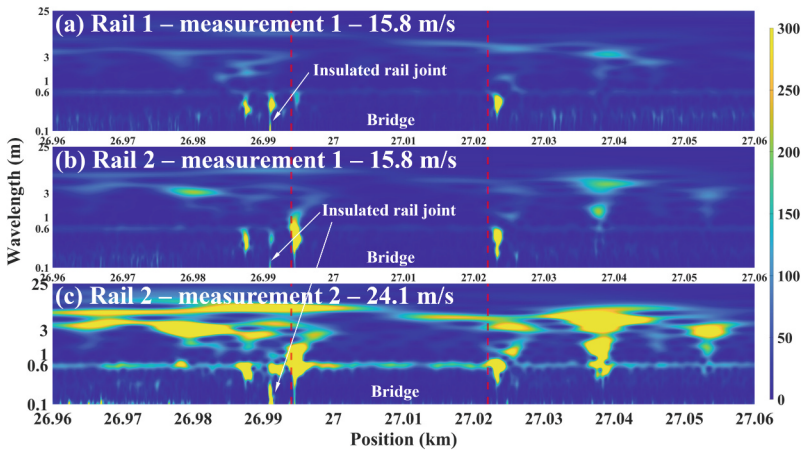 (a) Rail 1 – measurement 1 – 15.8 m/s
Insulated rail joint
Bridge
25
3
1
0.6
0.1
26.96 26.97 26.98 26.99 27 27.01 27.02 27.03 27.04 27.05 27.06
(b) Rail 2 – measurement 1 – 15.8 m/s
Insulated rail joint
Bridge
25
3
1
0.6
0.1
26.96 26.97 26.98 26.99 27 27.01 27.02 27.03 27.04 27.05 27.06
(c) Rail 2 – measurement 2 – 24.1 m/s
Bridge
25
3
1
0.6
0.1
26.96 26.97 26.98 26.99 27 27.01 27.02 27.03 27.04 27.05 27.06
Position (km)
Wavelength (m)
300
250
200
150
100
50
0